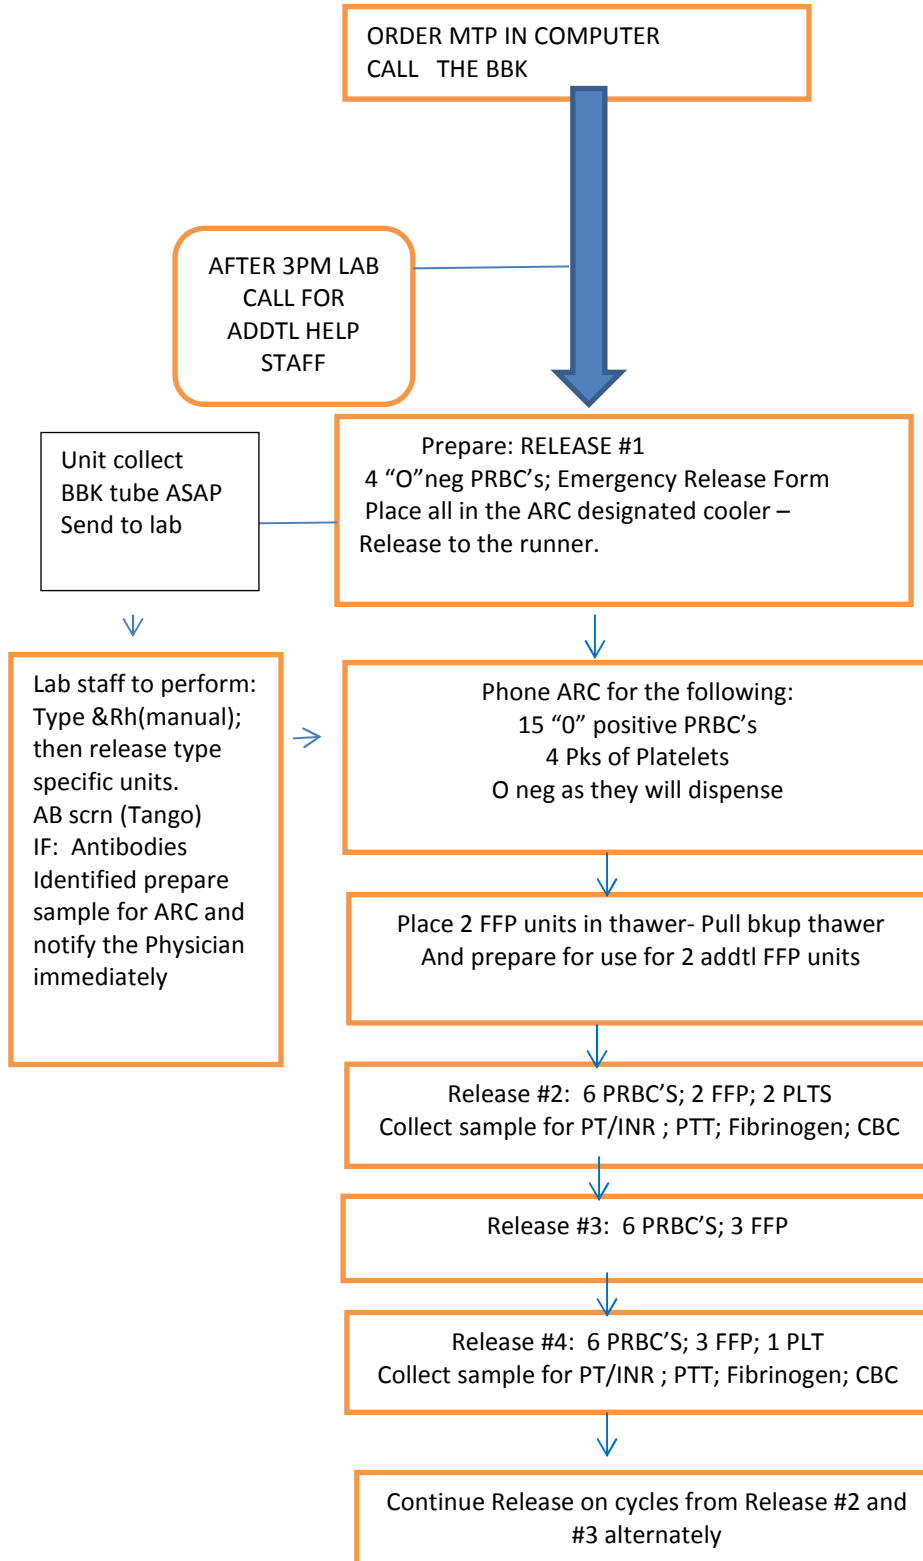 ORDER MTP IN COMPUTER
CALL THE BBK
AFTER 3PM LAB
CALL FOR
ADDTL HELP
STAFF
Prepare: RELEASE #1
4 “O”neg PRBC’s; Emergency Release Form
Place all in the ARC designated cooler –
Release to the runner.
Unit collect
BBK tube ASAP
Send to lab
Lab staff to perform:
Type &Rh(manual);
then release type
specific units.
AB scrn (Tango)
IF: Antibodies
Identified prepare
sample for ARC and
notify the Physician
immediately
Phone ARC for the following:
15 “0” positive PRBC’s
4 Pks of Platelets
O neg as they will dispense
Place 2 FFP units in thawer- Pull bkup thawer
And prepare for use for 2 addtl FFP units
Release #2: 6 PRBC’S; 2 FFP; 2 PLTS
Collect sample for PT/INR ; PTT; Fibrinogen; CBC
Release #3: 6 PRBC’S; 3 FFP
Release #4: 6 PRBC’S; 3 FFP; 1 PLT
Collect sample for PT/INR ; PTT; Fibrinogen; CBC
Continue Release on cycles from Release #2 and
#3 alternately